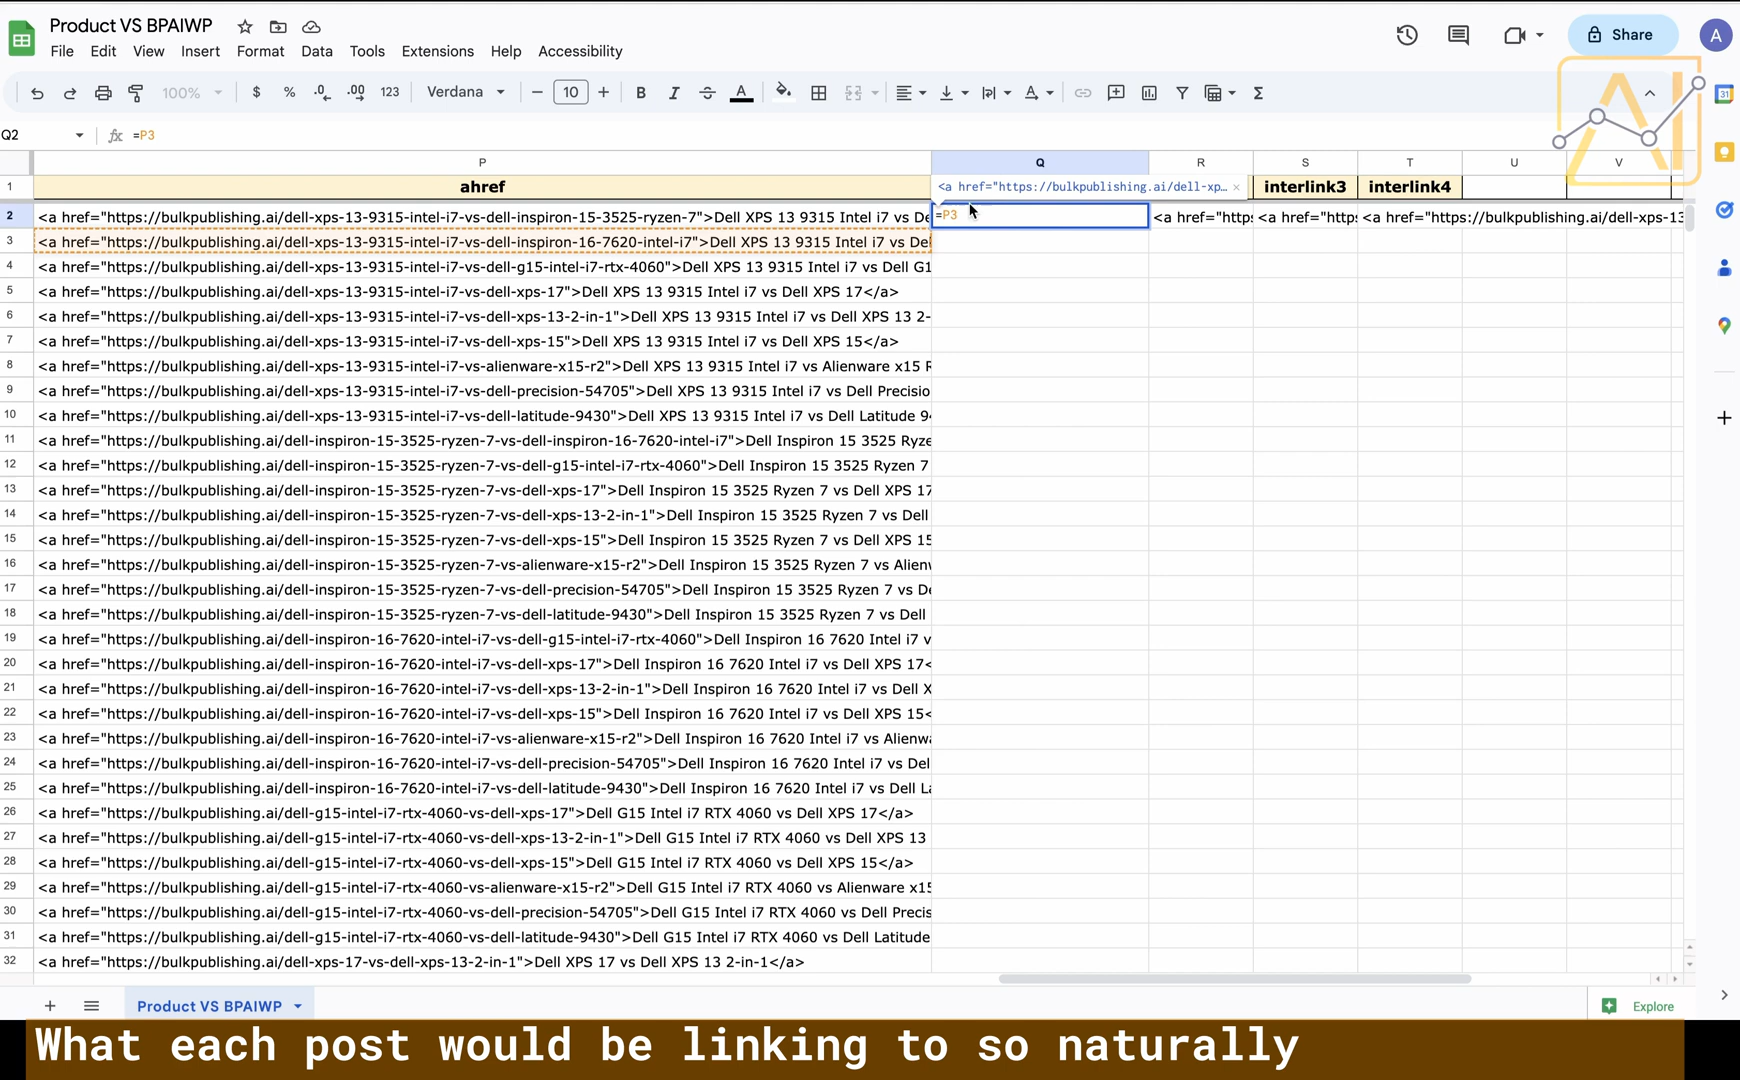 Product VS BPAIWP
File Edit View Insert Format Data Tools Extensions Help Accessibility
Share
A
100% $ % .0 .00 123 Verdana - 10 + B I S A
AI
31
Q2 fx =P3
P Q R S T U V
1 ahref <a href="https://bulkpublishing.ai/dell-xp... × interlink3 interlink4
2 <a href="https://bulkpublishing.ai/dell-xps-13-9315-intel-i7-vs-dell-inspiron-15-3525-ryzen-7">Dell XPS 13 9315 Intel i7 vs De =P3 <a href="https <a href="https <a href="https://bulkpublishing.ai/dell-xps-13
3 <a href="https://bulkpublishing.ai/dell-xps-13-9315-intel-i7-vs-dell-inspiron-16-7620-intel-i7">Dell XPS 13 9315 Intel i7 vs Del
4 <a href="https://bulkpublishing.ai/dell-xps-13-9315-intel-i7-vs-dell-g15-intel-i7-rtx-4060">Dell XPS 13 9315 Intel i7 vs Dell G1
5 <a href="https://bulkpublishing.ai/dell-xps-13-9315-intel-i7-vs-dell-xps-17">Dell XPS 13 9315 Intel i7 vs Dell XPS 17</a>
6 <a href="https://bulkpublishing.ai/dell-xps-13-9315-intel-i7-vs-dell-xps-13-2-in-1">Dell XPS 13 9315 Intel i7 vs Dell XPS 13 2-
7 <a href="https://bulkpublishing.ai/dell-xps-13-9315-intel-i7-vs-dell-xps-15">Dell XPS 13 9315 Intel i7 vs Dell XPS 15</a>
8 <a href="https://bulkpublishing.ai/dell-xps-13-9315-intel-i7-vs-alienware-x15-r2">Dell XPS 13 9315 Intel i7 vs Alienware x15 R
9 <a href="https://bulkpublishing.ai/dell-xps-13-9315-intel-i7-vs-dell-precision-54705">Dell XPS 13 9315 Intel i7 vs Dell Precisio
10 <a href="https://bulkpublishing.ai/dell-xps-13-9315-intel-i7-vs-dell-latitude-9430">Dell XPS 13 9315 Intel i7 vs Dell Latitude 94
11 <a href="https://bulkpublishing.ai/dell-inspiron-15-3525-ryzen-7-vs-dell-inspiron-16-7620-intel-i7">Dell Inspiron 15 3525 Ryze
12 <a href="https://bulkpublishing.ai/dell-inspiron-15-3525-ryzen-7-vs-dell-g15-intel-i7-rtx-4060">Dell Inspiron 15 3525 Ryzen 7
13 <a href="https://bulkpublishing.ai/dell-inspiron-15-3525-ryzen-7-vs-dell-xps-17">Dell Inspiron 15 3525 Ryzen 7 vs Dell XPS 17
14 <a href="https://bulkpublishing.ai/dell-inspiron-15-3525-ryzen-7-vs-dell-xps-13-2-in-1">Dell Inspiron 15 3525 Ryzen 7 vs Dell
15 <a href="https://bulkpublishing.ai/dell-inspiron-15-3525-ryzen-7-vs-dell-xps-15">Dell Inspiron 15 3525 Ryzen 7 vs Dell XPS 15
16 <a href="https://bulkpublishing.ai/dell-inspiron-15-3525-ryzen-7-vs-alienware-x15-r2">Dell Inspiron 15 3525 Ryzen 7 vs Alien
17 <a href="https://bulkpublishing.ai/dell-inspiron-15-3525-ryzen-7-vs-dell-precision-54705">Dell Inspiron 15 3525 Ryzen 7 vs De
18 <a href="https://bulkpublishing.ai/dell-inspiron-15-3525-ryzen-7-vs-dell-latitude-9430">Dell Inspiron 15 3525 Ryzen 7 vs Dell
19 <a href="https://bulkpublishing.ai/dell-inspiron-16-7620-intel-i7-vs-dell-g15-intel-i7-rtx-4060">Dell Inspiron 16 7620 Intel i7 v
20 <a href="https://bulkpublishing.ai/dell-inspiron-16-7620-intel-i7-vs-dell-xps-17">Dell Inspiron 16 7620 Intel i7 vs Dell XPS 17<
21 <a href="https://bulkpublishing.ai/dell-inspiron-16-7620-intel-i7-vs-dell-xps-13-2-in-1">Dell Inspiron 16 7620 Intel i7 vs Dell X
22 <a href="https://bulkpublishing.ai/dell-inspiron-16-7620-intel-i7-vs-dell-xps-15">Dell Inspiron 16 7620 Intel i7 vs Dell XPS 15<
23 <a href="https://bulkpublishing.ai/dell-inspiron-16-7620-intel-i7-vs-alienware-x15-r2">Dell Inspiron 16 7620 Intel i7 vs Alienw
24 <a href="https://bulkpublishing.ai/dell-inspiron-16-7620-intel-i7-vs-dell-precision-54705">Dell Inspiron 16 7620 Intel i7 vs Del
25 <a href="https://bulkpublishing.ai/dell-inspiron-16-7620-intel-i7-vs-dell-latitude-9430">Dell Inspiron 16 7620 Intel i7 vs Dell La
26 <a href="https://bulkpublishing.ai/dell-g15-intel-i7-rtx-4060-vs-dell-xps-17">Dell G15 Intel i7 RTX 4060 vs Dell XPS 17</a>
27 <a href="https://bulkpublishing.ai/dell-g15-intel-i7-rtx-4060-vs-dell-xps-13-2-in-1">Dell G15 Intel i7 RTX 4060 vs Dell XPS 13
28 <a href="https://bulkpublishing.ai/dell-g15-intel-i7-rtx-4060-vs-dell-xps-15">Dell G15 Intel i7 RTX 4060 vs Dell XPS 15</a>
29 <a href="https://bulkpublishing.ai/dell-g15-intel-i7-rtx-4060-vs-alienware-x15-r2">Dell G15 Intel i7 RTX 4060 vs Alienware x15
30 <a href="https://bulkpublishing.ai/dell-g15-intel-i7-rtx-4060-vs-dell-precision-54705">Dell G15 Intel i7 RTX 4060 vs Dell Precis
31 <a href="https://bulkpublishing.ai/dell-g15-intel-i7-rtx-4060-vs-dell-latitude-9430">Dell G15 Intel i7 RTX 4060 vs Dell Latitude
32 <a href="https://bulkpublishing.ai/dell-xps-17-vs-dell-xps-13-2-in-1">Dell XPS 17 vs Dell XPS 13 2-in-1</a>
Product VS BPAIWP
Explore
What each post would be linking to so naturally